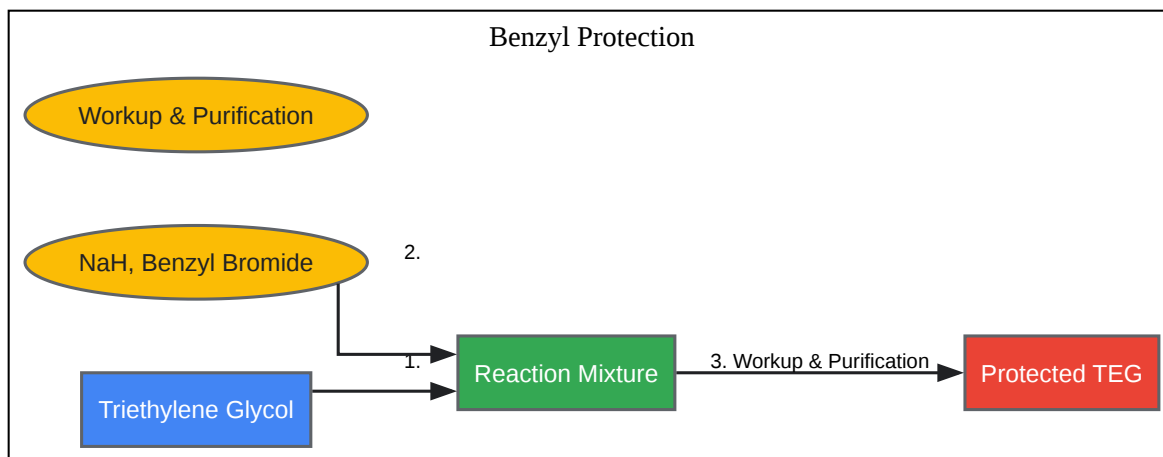 Benzyl Protection
Workup & Purification
NaH, Benzyl Bromide
2.
1.
Triethylene Glycol
Reaction Mixture
3. Workup & Purification
Protected TEG